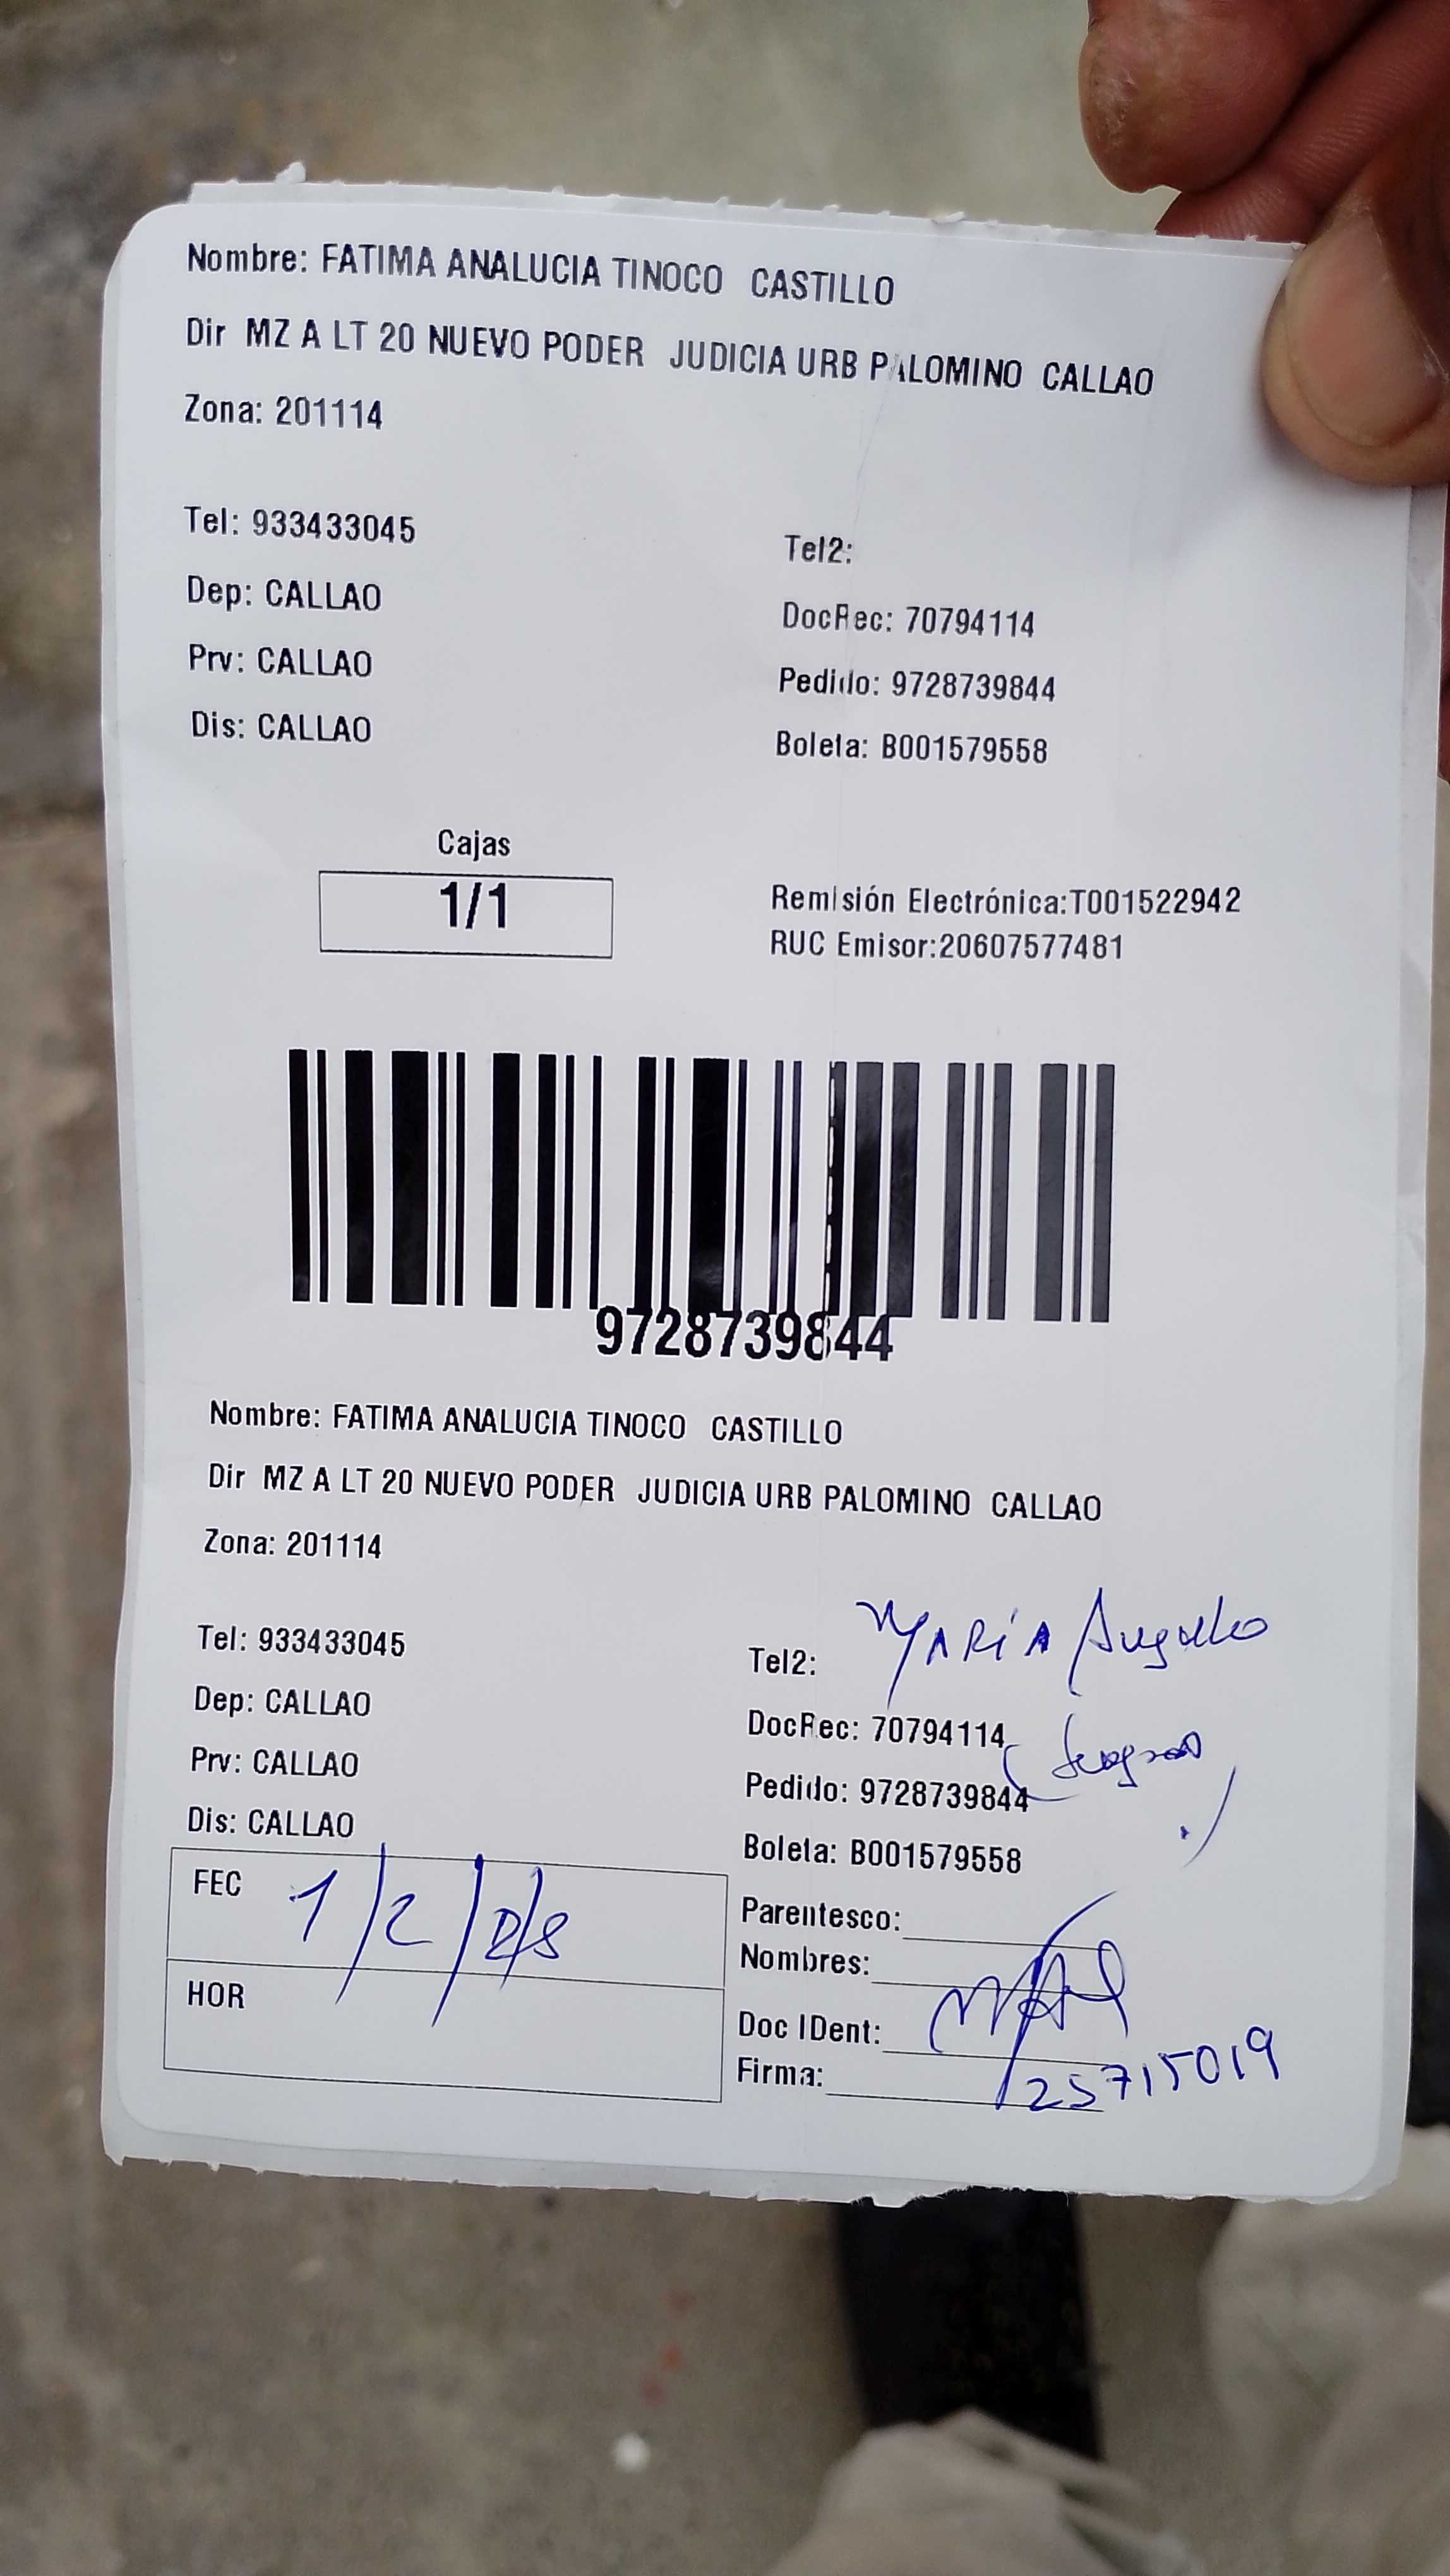 Nombre: FATIMA ANALUCIA TINOCO CASTILLO
Dir MZ A LT 20 NUEVO PODER JUDICIA URB PALOMINO CALLAO
Zona: 201114
Tel: 933433045
Tel2:
Dep: CALLAO
DocRec: 70794114
Prv: CALLAO
Pedido: 9728739844
Dis: CALLAO
Boleta: B001579558
Cajas
1/1
Remisión Electrónica:T001522942
RUC Emisor:20607577481
9728739844
Nombre: FATIMA ANALUCIA TINOCO CASTILLO
Dir MZ A LT 20 NUEVO PODER JUDICIA URB PALOMINO CALLAO
Zona: 201114
MARÍA
Tel: 933433045
Tel2:
Dep: CALLAO
DocRec: 70794114
Prv: CALLAO
Pedido: 9728739844
Dis: CALLAO
Boleta: B001579558
FEC 1/2/
HOR
Parentesco:
Nombres:
Doc IDent:
Firma:
25715019